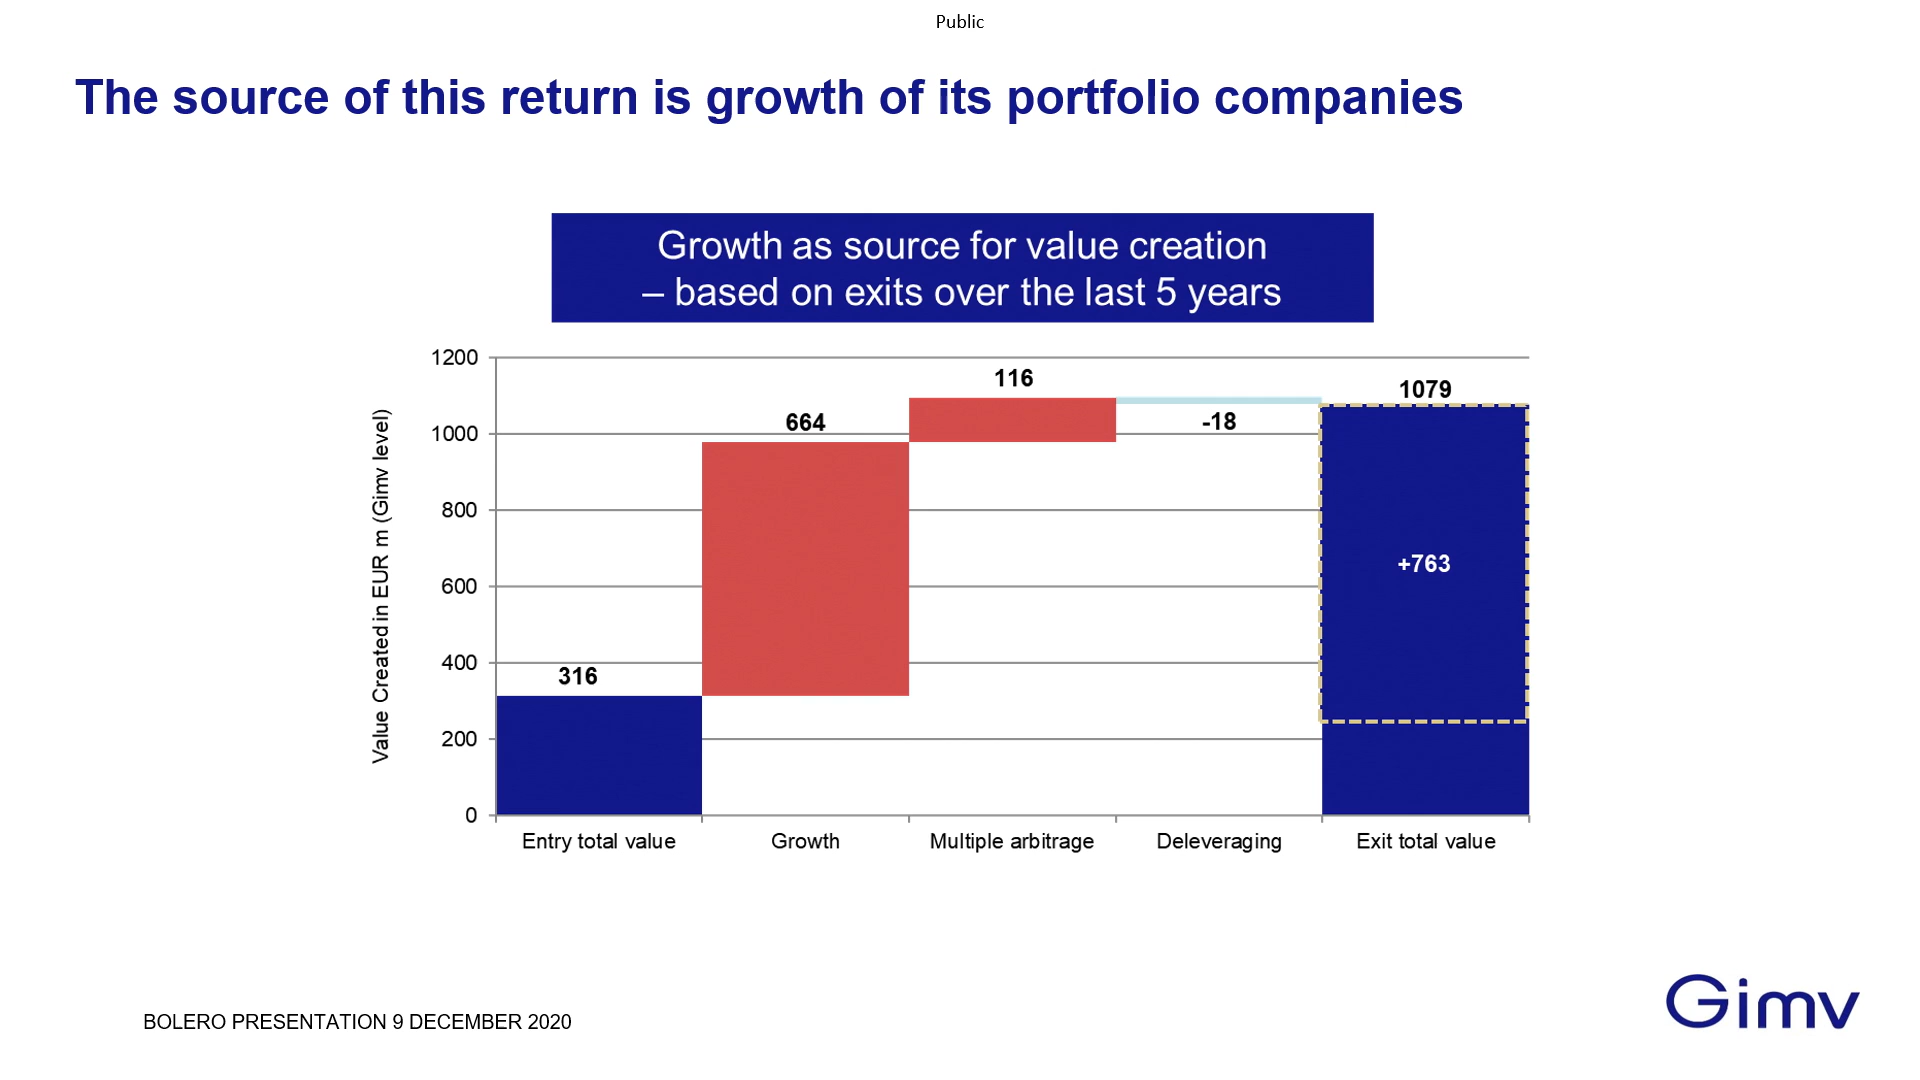 Public
The source of this return is growth of its portfolio companies
Growth as source for value creation
– based on exits over the last 5 years
Value Created in EUR m (Gimv level)
1200
1000
800
600
400
200
0
316
664
116
-18
1079
+763
Entry total value
Growth
Multiple arbitrage
Deleveraging
Exit total value
BOLERO PRESENTATION 9 DECEMBER 2020
Gimv